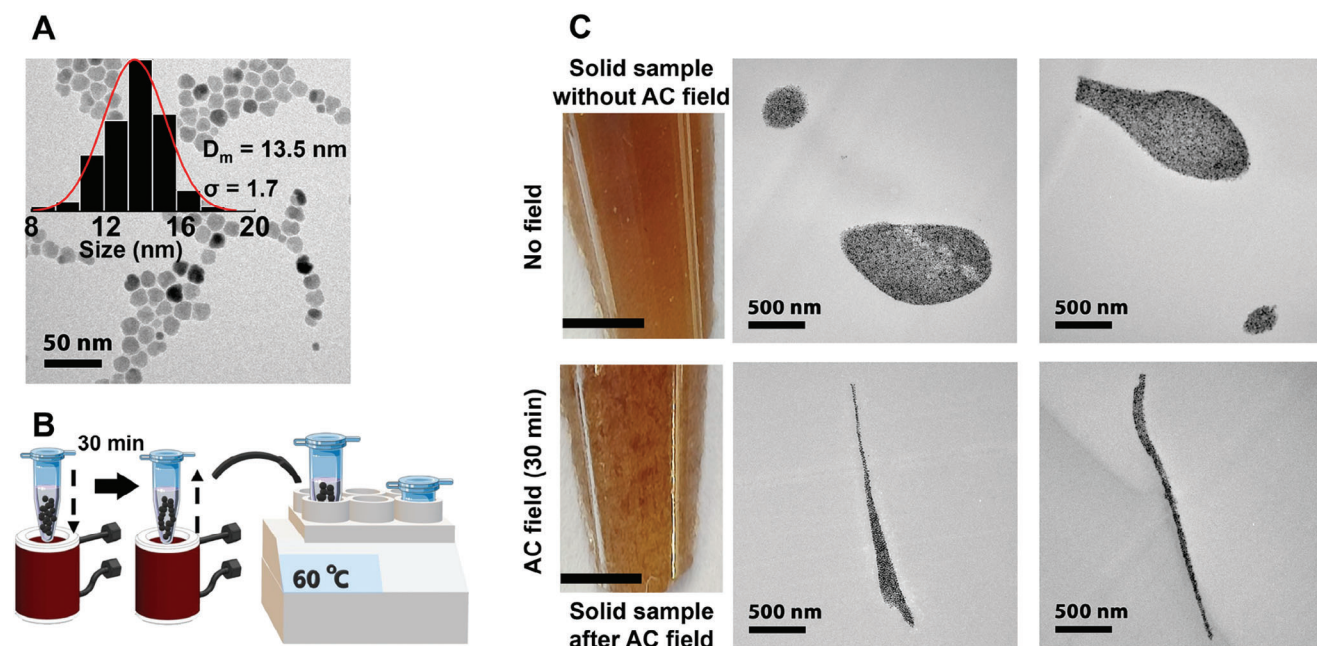 A
D_m = 13.5 nm
σ = 1.7
8 12 16 20
Size (nm)
50 nm
B
30 min
60 °C
C
Solid sample
without AC field
No field
500 nm
500 nm
AC field (30 min)
500 nm
500 nm
Solid sample
after AC field